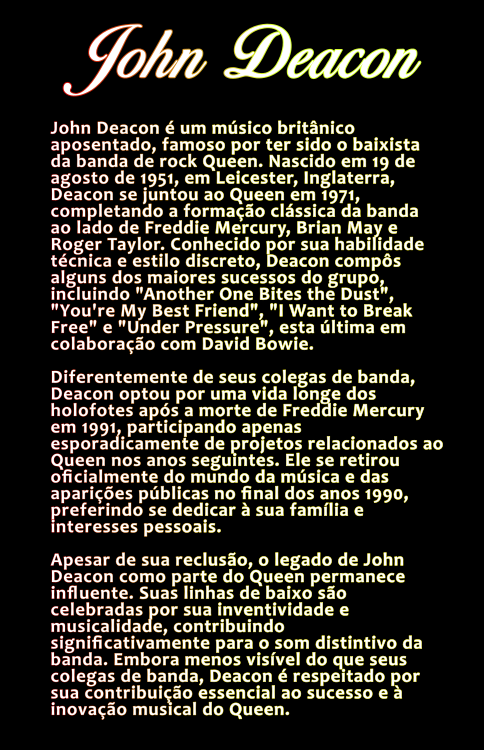 John Deacon
John Deacon é um músico britânico
aposentado, famoso por ter sido o baixista
da banda de rock Queen. Nascido em 19 de
agosto de 1951, em Leicester, Inglaterra,
Deacon se juntou ao Queen em 1971,
completando a formação clássica da banda
ao lado de Freddie Mercury, Brian May e
Roger Taylor. Conhecido por sua habilidade
técnica e estilo discreto, Deacon compôs
alguns dos maiores sucessos do grupo,
incluindo "Another One Bites the Dust",
"You're My Best Friend", "I Want to Break
Free" e "Under Pressure", esta última em
colaboração com David Bowie.
Diferentemente de seus colegas de banda,
Deacon optou por uma vida longe dos
holofotes após a morte de Freddie Mercury
em 1991, participando apenas
esporadicamente de projetos relacionados ao
Queen nos anos seguintes. Ele se retirou
oficialmente do mundo da música e das
aparições públicas no final dos anos 1990,
preferindo se dedicar à sua família e
interesses pessoais.
Apesar de sua reclusão, o legado de John
Deacon como parte do Queen permanece
influente. Suas linhas de baixo são
celebradas por sua inventividade e
musicalidade, contribuindo
significativamente para o som distintivo da
banda. Embora menos visível do que seus
colegas de banda, Deacon é respeitado por
sua contribuição essencial ao sucesso e à
inovação musical do Queen.